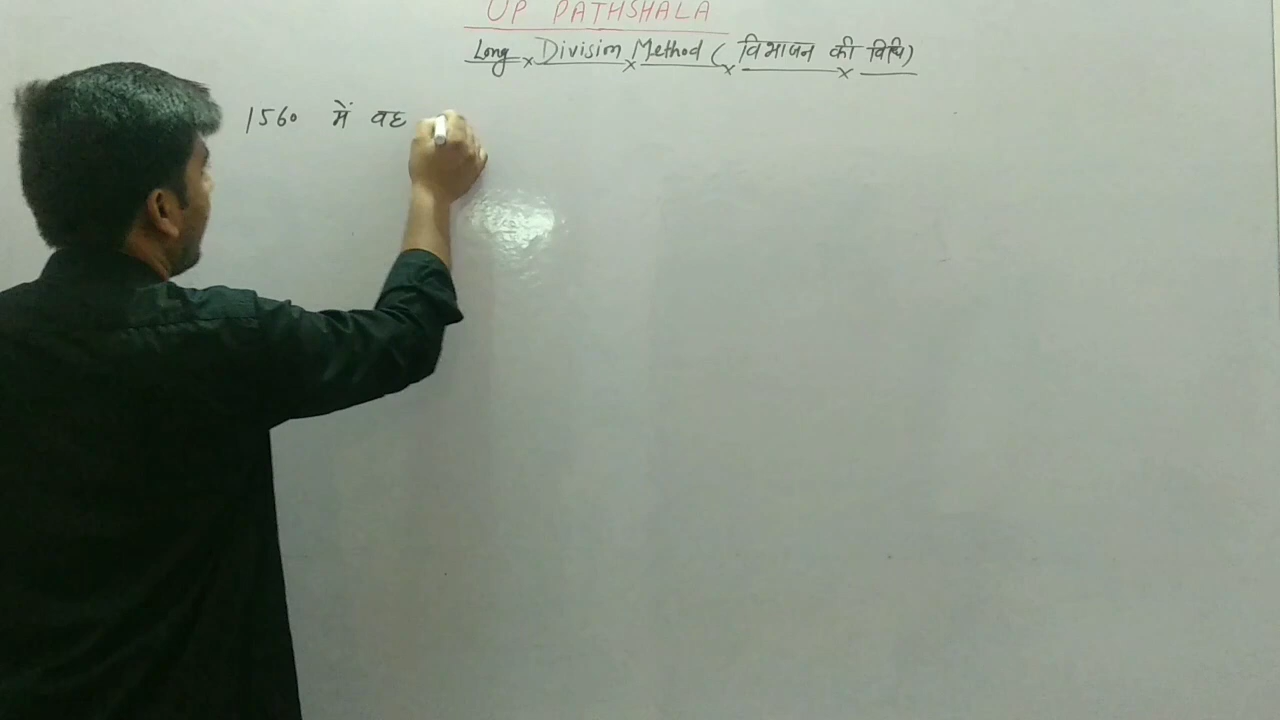 UP PATHSHALA
Long Division Method ( विभाजन की विधि)
1560 में वह